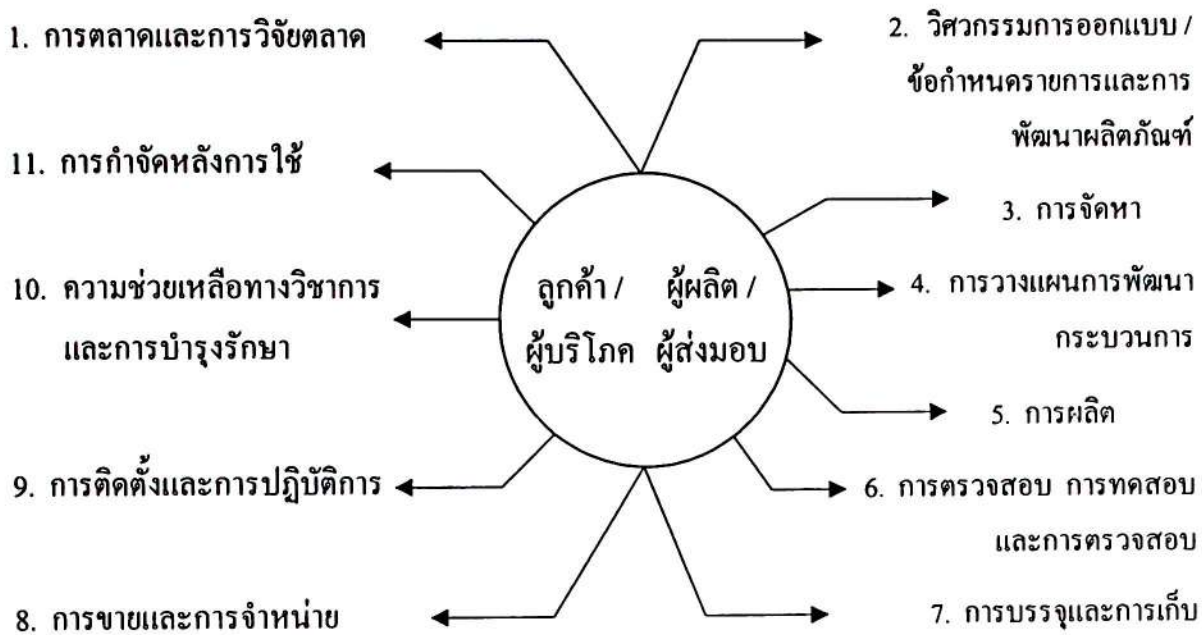 1. การตลาดและการวิจัยตลาด
2. วิศวกรรมการออกแบบ /
ข้อกำหนดรายการและการ
พัฒนาผลิตภัณฑ์
11. การกำจัดหลังการใช้
3. การจัดหา
10. ความช่วยเหลือทางวิชาการ
และการบำรุงรักษา
ลูกค้า / ผู้ผลิต /
ผู้บริโภค ผู้ส่งมอบ
4. การวางแผนการพัฒนา
กระบวนการ
5. การผลิต
9. การติดตั้งและการปฏิบัติการ
6. การตรวจสอบ การทดสอบ
และการตรวจสอบ
8. การขายและการจำหน่าย
7. การบรรจุและการเก็บ